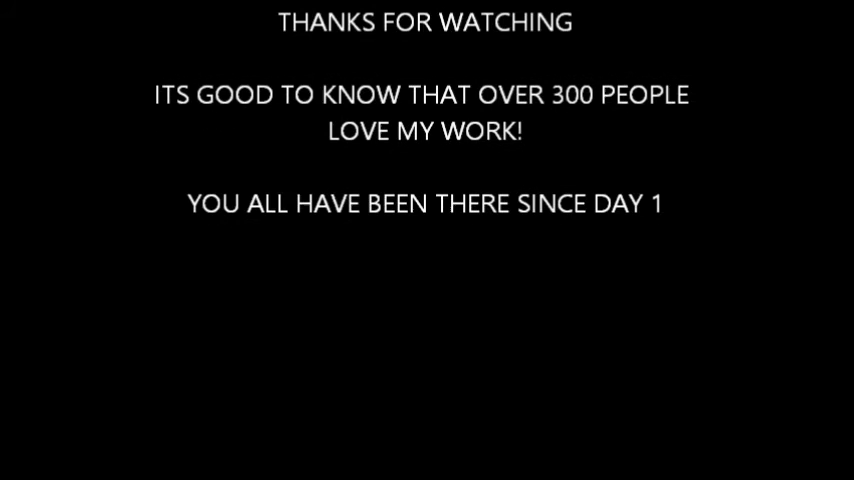 THANKS FOR WATCHING
ITS GOOD TO KNOW THAT OVER 300 PEOPLE
LOVE MY WORK!
YOU ALL HAVE BEEN THERE SINCE DAY 1